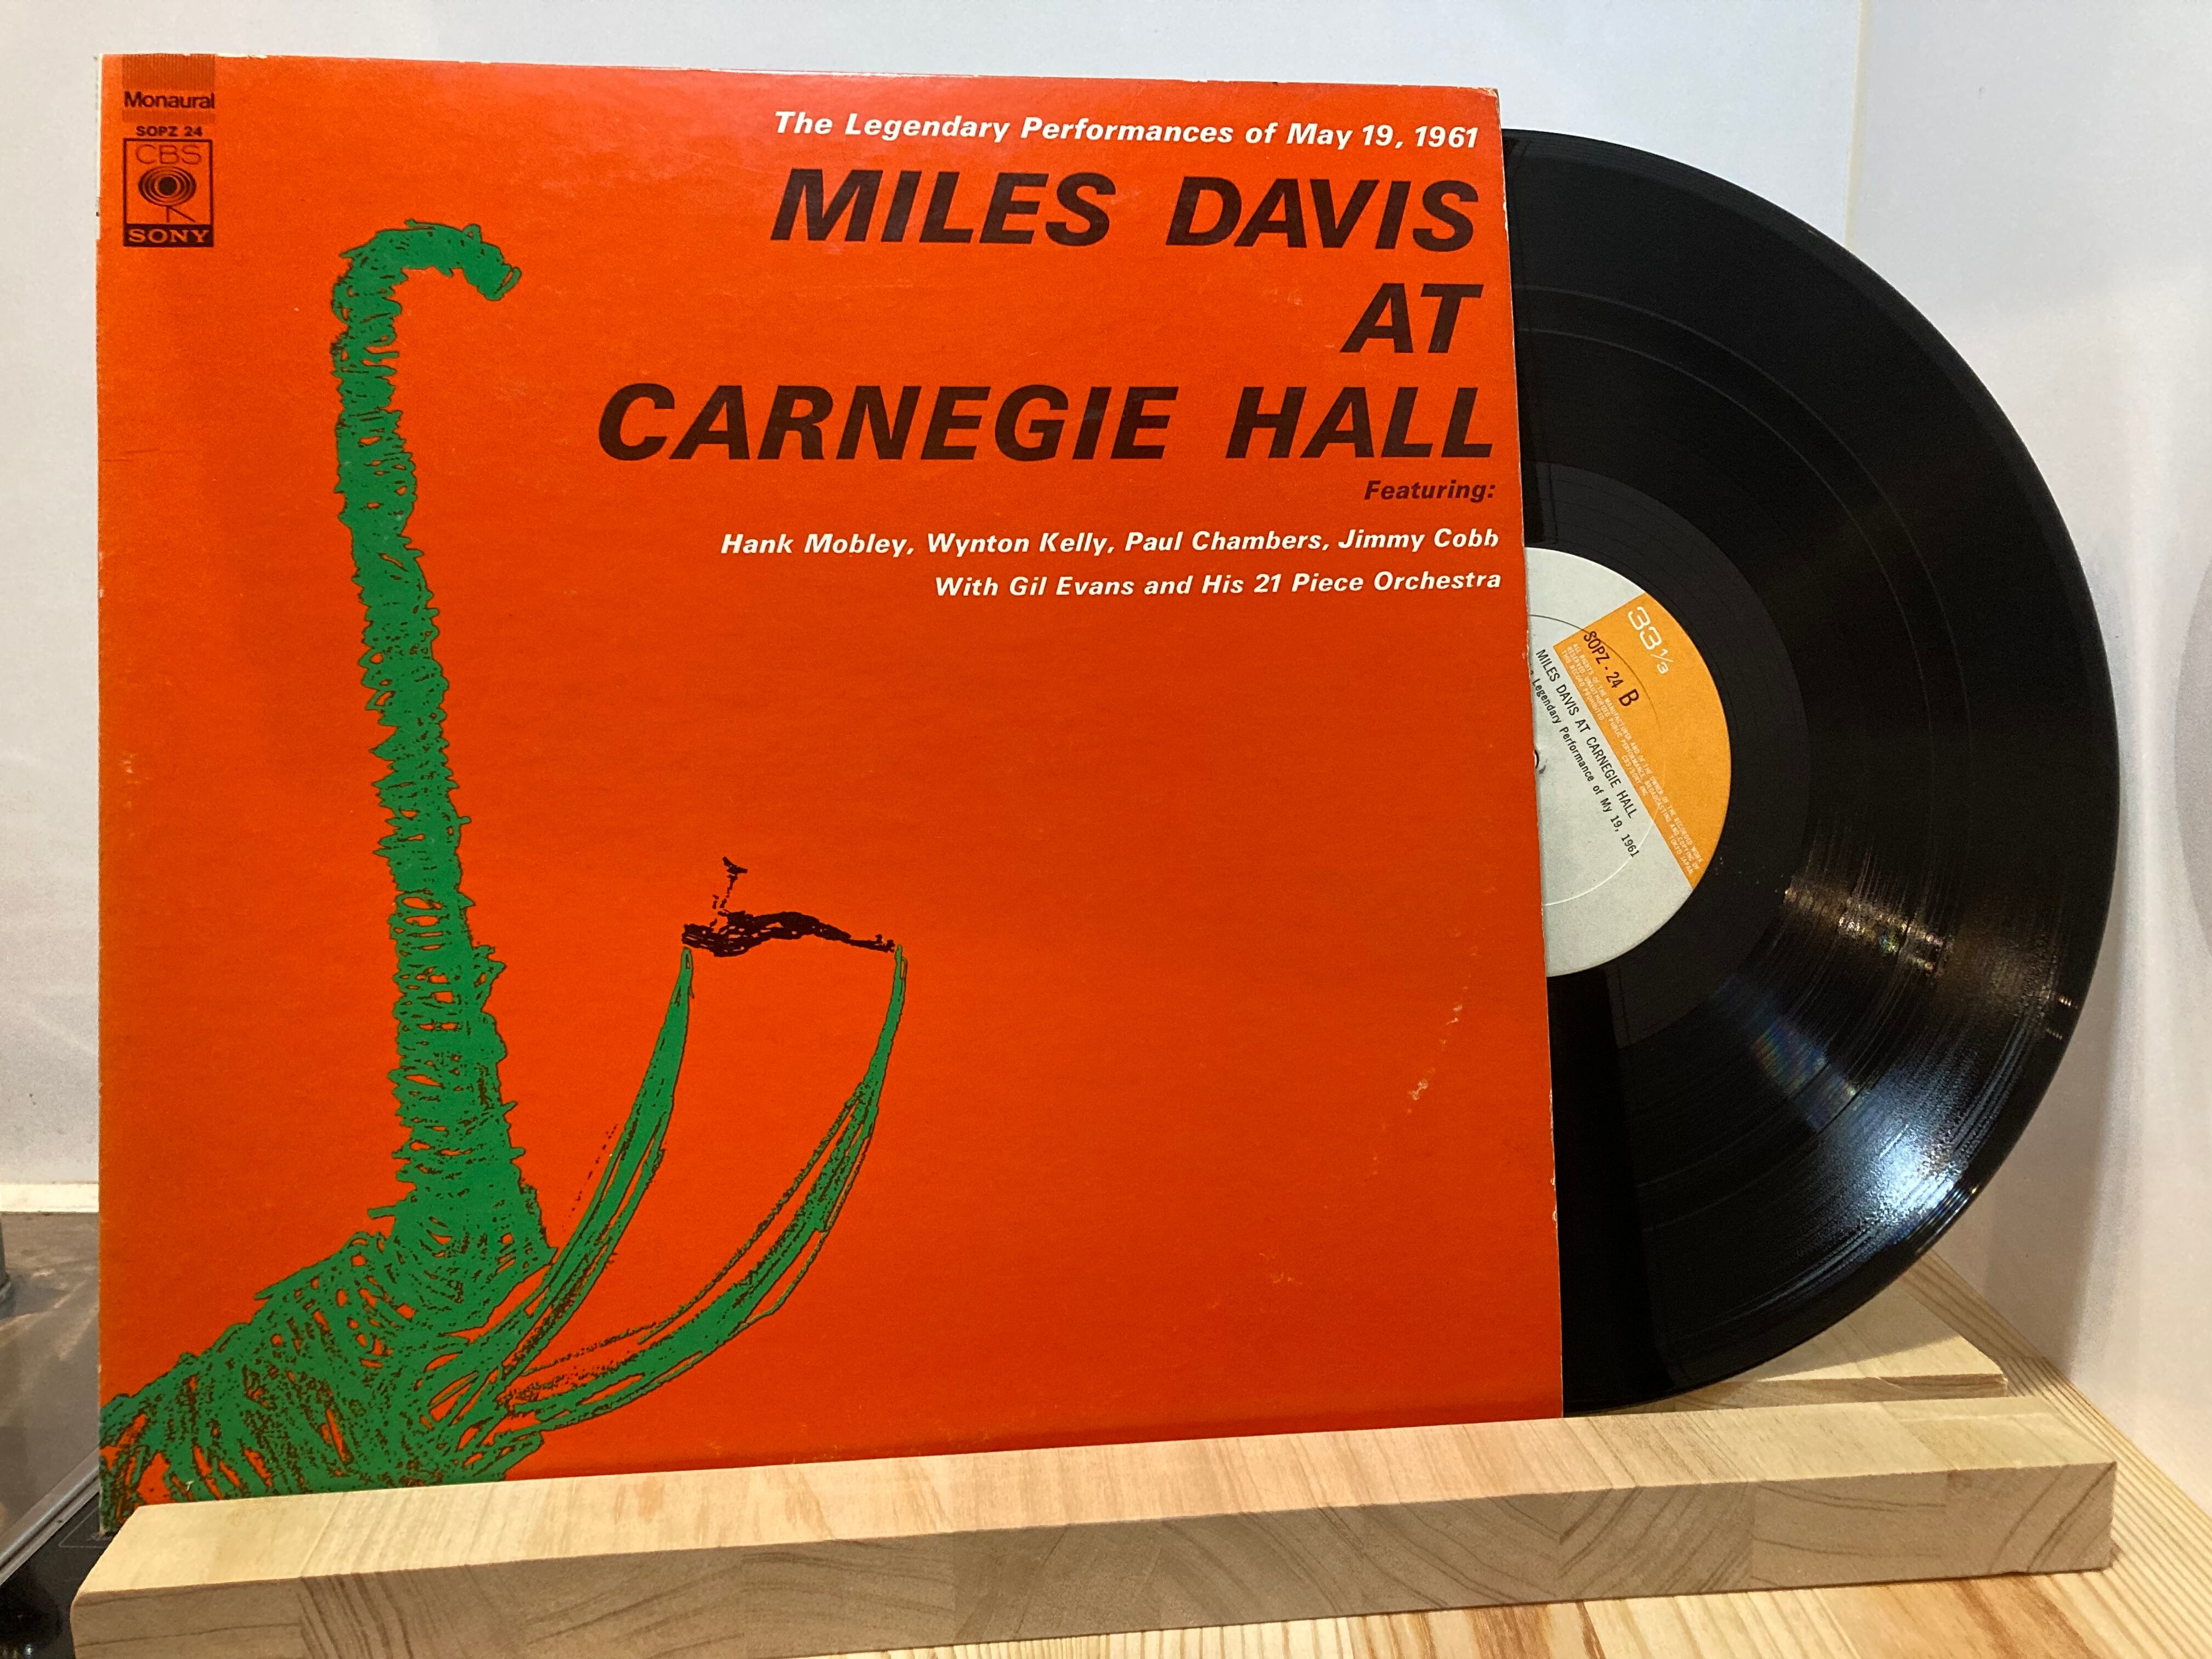 Monaural
SOPZ 24
CBS
SONY
The Legendary Performances of May 19, 1961
MILES DAVIS
AT
CARNEGIE HALL
Featuring:
Hank Mobley, Wynton Kelly, Paul Chambers, Jimmy Cobb
With Gil Evans and His 21 Piece Orchestra
33⅓
SOPZ-24 B
MILES DAVIS AT CARNEGIE HALL
Legendary Performance of My 19, 1961